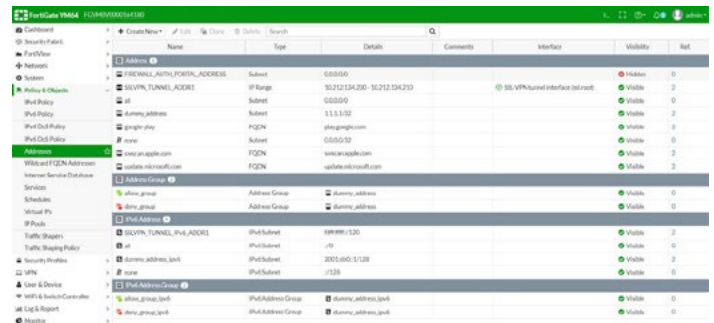 FortiGate VM64
admin
Dashboard
Security Fabric
FortiView
Network
System
Policy & Objects
IPv4 Policy
IPv6 Policy
IPv4 DoS Policy
IPv6 DoS Policy
Addresses
Wildcard FQDN Addresses
Internet Service Database
Services
Schedules
Virtual IPs
IP Pools
Traffic Shapers
Traffic Shaping Policy
Security Profiles
VPN
User & Device
WiFi & Switch Controller
Log & Report
Monitor
+ Create New Edit Clone Delete Search
Name Type Details Comments Interface Visibility Ref.
Address
FIREWALL_AUTH_PORTAL_ADDRESS Subnet 0.0.0.0/0 Hidden 0
SSLVPN_TUNNEL_ADDR1 IP Range 10.212.134.200 - 10.212.134.210 SSL-VPN tunnel interface (ssl.root) Visible 2
all Subnet 0.0.0.0/0 Visible 0
dummy_address Subnet 1.1.1.1/32 Visible 2
google-play FQDN play.google.com Visible 2
none Subnet 0.0.0.0/32 Visible 0
swscan.apple.com FQDN swscan.apple.com Visible 2
update.microsoft.com FQDN update.microsoft.com Visible 2
Address Group
allow_group Address Group dummy_address Visible 0
deny_group Address Group dummy_address Visible 0
IPv6 Address
SSLVPN_TUNNEL_IPv6_ADDR1 IPv6 Subnet Visible 2
all IPv6 Subnet ::/0 Visible 0
dummy_address_ipv6 IPv6 Subnet Visible 2
none IPv6 Subnet ::/128 Visible 0
IPv6 Address Group
allow_group_ipv6 IPv6 Address Group dummy_address_ipv6 Visible 0
deny_group_ipv6 IPv6 Address Group dummy_address_ipv6 Visible 0